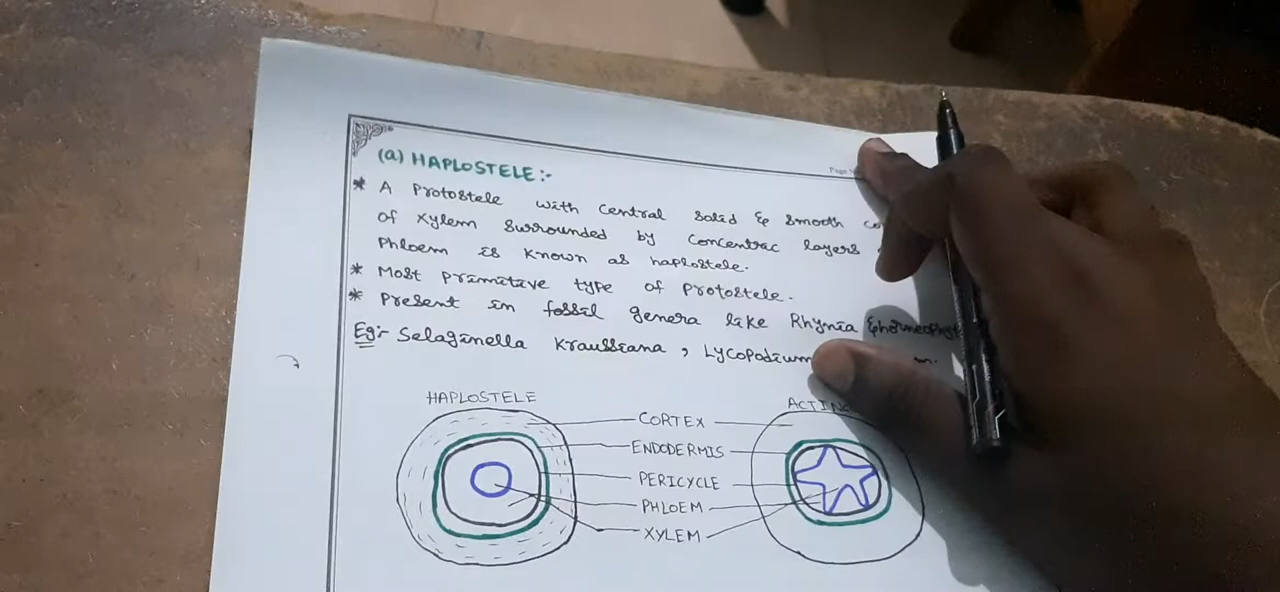 Page
(a) HAPLOSTELE:-
* A Protostele with central solid & smooth
of xylem surrounded by concentric layers
Phloem is known as haplostele.
* Most primitive type of Protostele.
* Present in fossil genera like Rhynia &
Eg:- Selaginella Kraussiana, Lycopodium
HAPLOSTELE
CORTEX
ENDODERMIS
PERICYCLE
PHLOEM
XYLEM